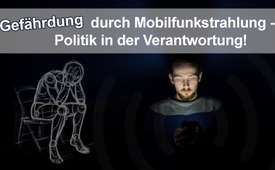 Gefährdung durch Mobilfunkstrahlung -
Politik in der Verantwortung!